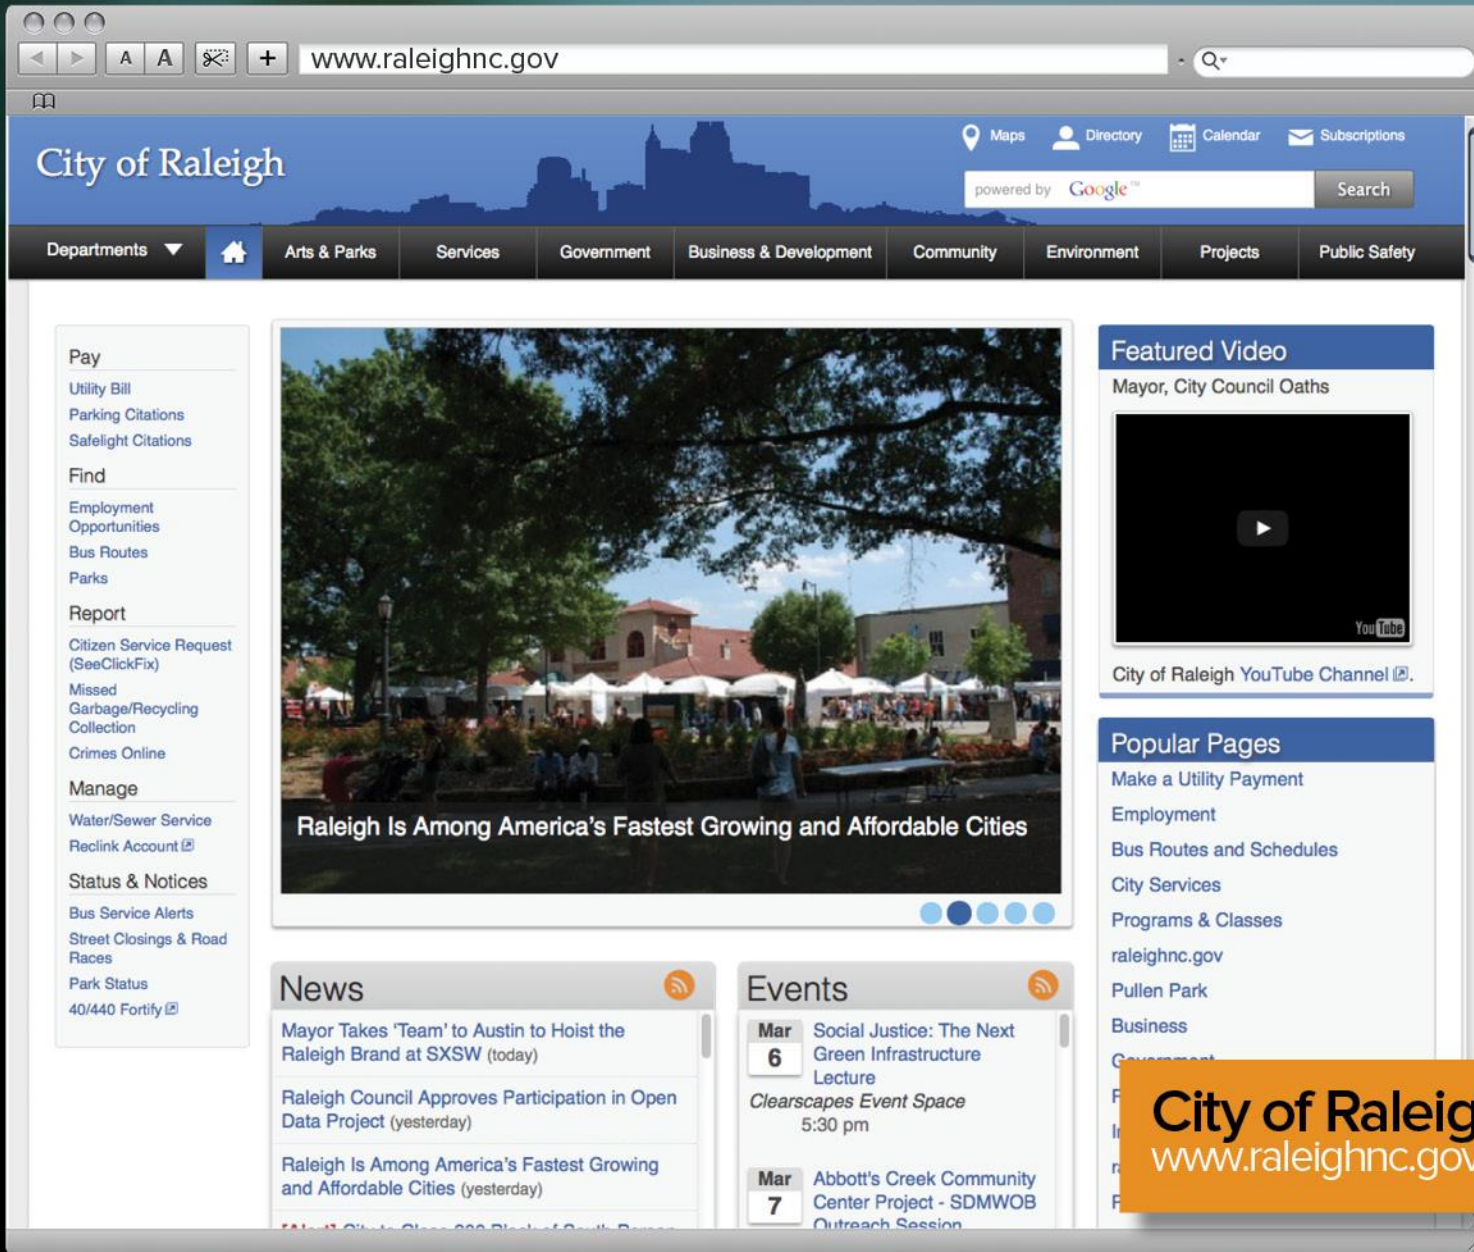 A A + www.raleighnc.gov
City of Raleigh
Maps Directory Calendar Subscriptions
powered by Google™ Search
Departments Arts & Parks Services Government Business & Development Community Environment Projects Public Safety
Pay
Utility Bill
Parking Citations
Safelight Citations
Find
Employment
Opportunities
Bus Routes
Parks
Report
Citizen Service Request
(SeeClickFix)
Missed
Garbage/Recycling
Collection
Crimes Online
Manage
Water/Sewer Service
Reclink Account
Status & Notices
Bus Service Alerts
Street Closings & Road
Races
Park Status
40/440 Fortify
Raleigh Is Among America's Fastest Growing and Affordable Cities
News
Mayor Takes 'Team' to Austin to Hoist the
Raleigh Brand at SXSW (today)
Raleigh Council Approves Participation in Open
Data Project (yesterday)
Raleigh Is Among America's Fastest Growing
and Affordable Cities (yesterday)
Events
Mar
6
Social Justice: The Next
Green Infrastructure
Lecture
Clearscapes Event Space
5:30 pm
Mar
7
Abbott's Creek Community
Center Project - SDMWOB
Outreach Session
Featured Video
Mayor, City Council Oaths
YouTube
City of Raleigh YouTube Channel.
Popular Pages
Make a Utility Payment
Employment
Bus Routes and Schedules
City Services
Programs & Classes
raleighnc.gov
Pullen Park
Business
Government
City of Raleig
www.raleighnc.gov